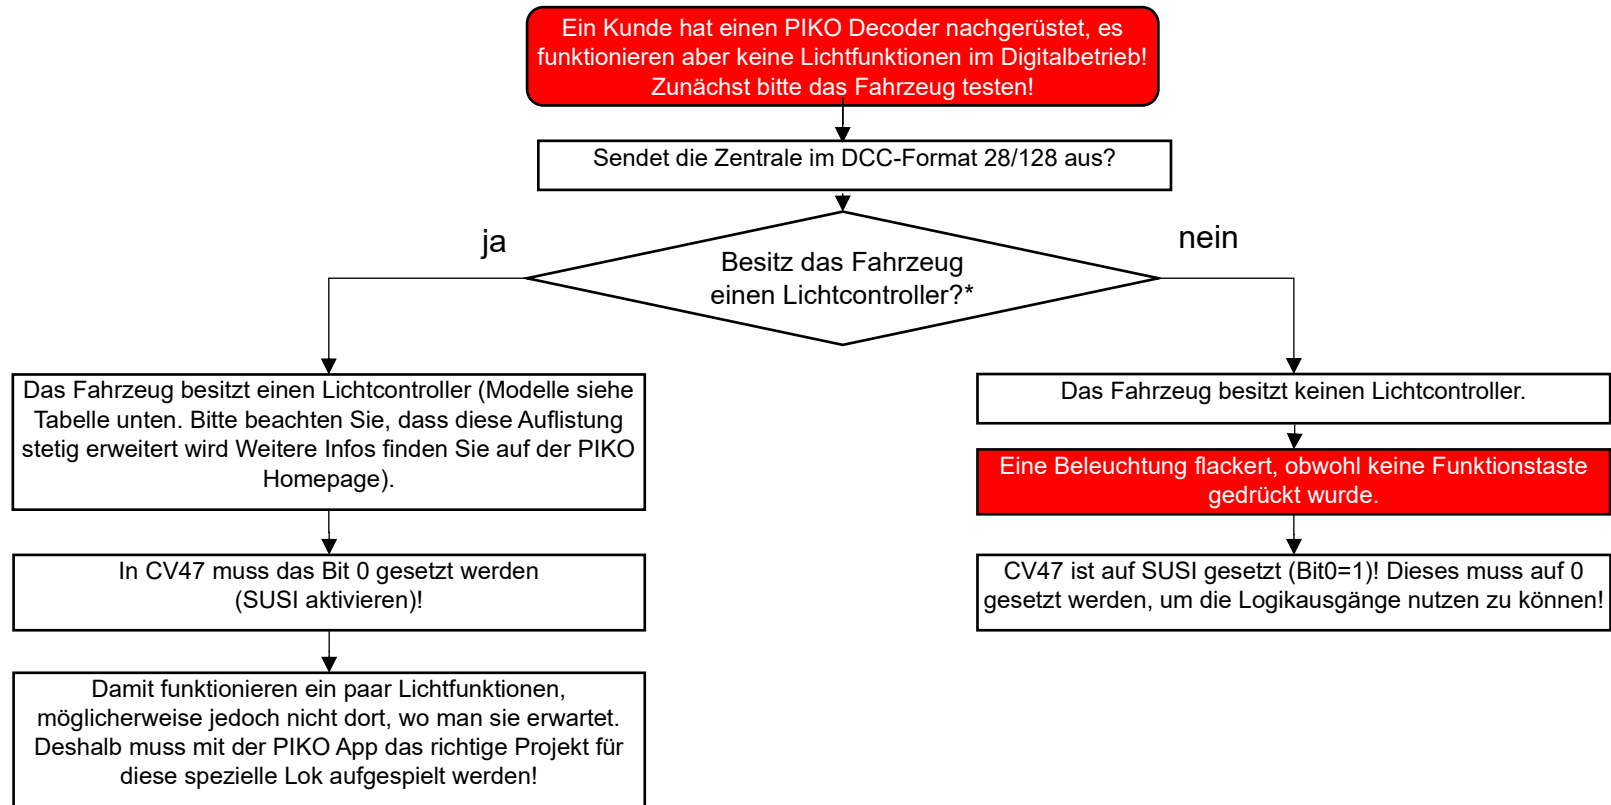 Ein Kunde hat einen PIKO Decoder nachgerüstet, es
funktionieren aber keine Lichtfunktionen im Digitalbetrieb!
Zunächst bitte das Fahrzeug testen!
Sendet die Zentrale im DCC-Format 28/128 aus?
ja
nein
Besitz das Fahrzeug
einen Lichtcontroller?*
Das Fahrzeug besitzt einen Lichtcontroller (Modelle siehe
Tabelle unten. Bitte beachten Sie, dass diese Auflistung
stetig erweitert wird Weitere Infos finden Sie auf der PIKO
Homepage).
In CV47 muss das Bit 0 gesetzt werden
(SUSI aktivieren)!
Damit funktionieren ein paar Lichtfunktionen,
möglicherweise jedoch nicht dort, wo man sie erwartet.
Deshalb muss mit der PIKO App das richtige Projekt für
diese spezielle Lok aufgespielt werden!
Das Fahrzeug besitzt keinen Lichtcontroller.
Eine Beleuchtung flackert, obwohl keine Funktionstaste
gedrückt wurde.
CV47 ist auf SUSI gesetzt (Bit0=1)! Dieses muss auf 0
gesetzt werden, um die Logikausgänge nutzen zu können!